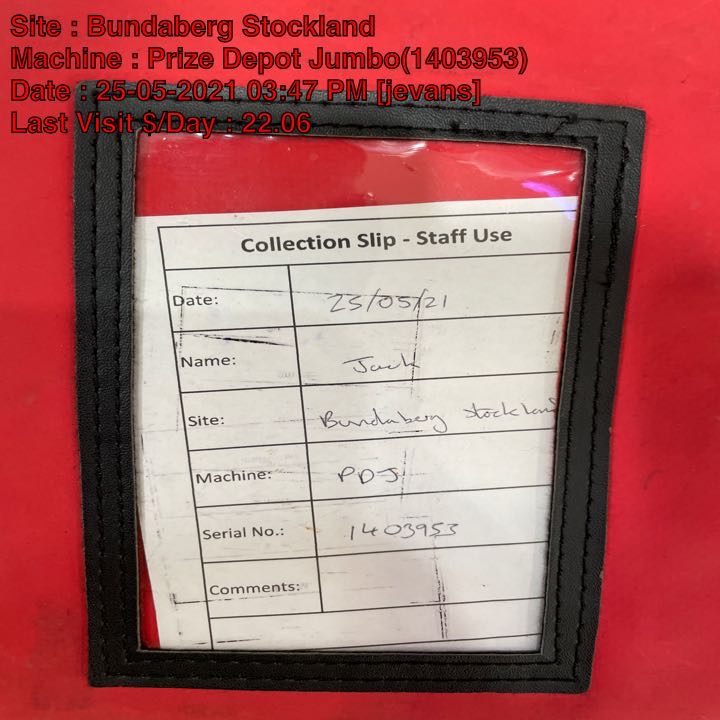 Site : Bundaberg Stockland
Machine : Prize Depot Jumbo(1403953)
Date : 25-05-2021 03:47 PM [jevans]
Last Visit $/Day : 22.06
Collection Slip - Staff Use
Date: 25/05/21
Name: Jack
Site: Bundaberg Stockland
Machine: PDJ
Serial No.: 1403953
Comments: